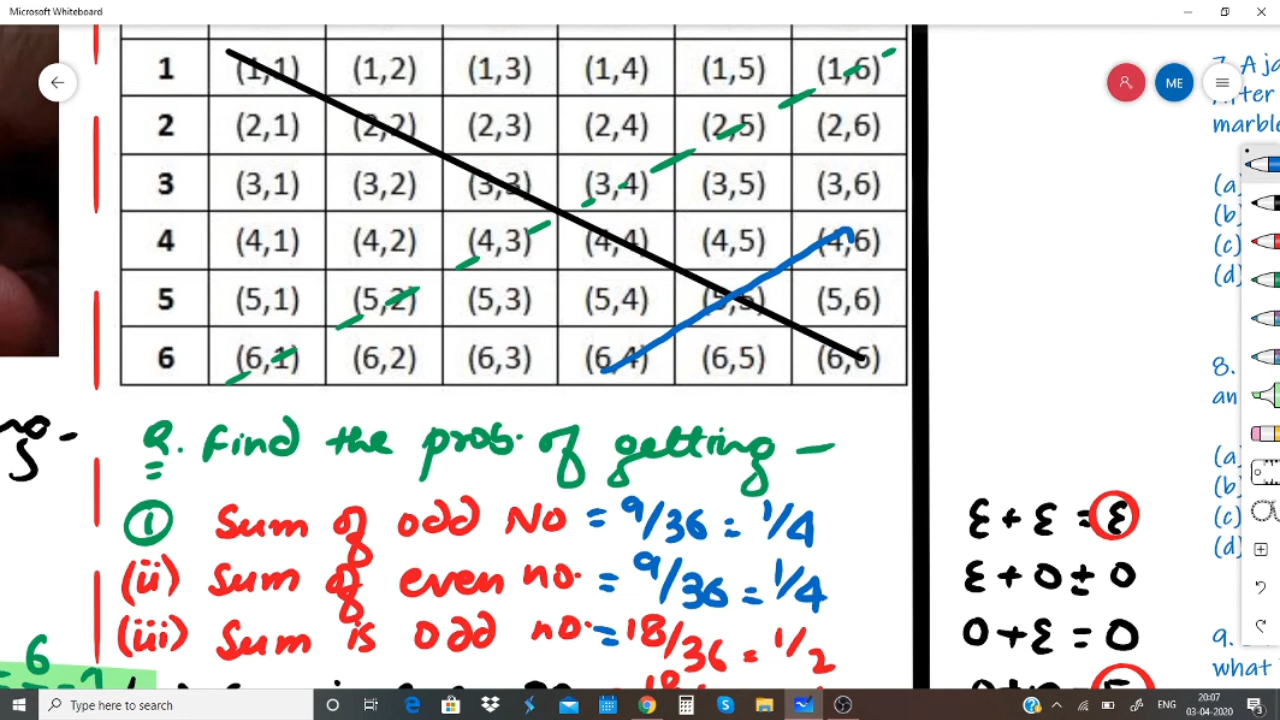 Microsoft Whiteboard
1 (1,1) (1,2) (1,3) (1,4) (1,5) (1,6)
2 (2,1) (2,2) (2,3) (2,4) (2,5) (2,6)
3 (3,1) (3,2) (3,3) (3,4) (3,5) (3,6)
4 (4,1) (4,2) (4,3) (4,4) (4,5) (4,6)
5 (5,1) (5,2) (5,3) (5,4) (5,5) (5,6)
6 (6,1) (6,2) (6,3) (6,4) (6,5) (6,6)
Q. Find the prob. of getting –
① Sum of odd NO = 9/36 = 1/4
(ii) Sum of even no. = 9/36 = 1/4
(iii) Sum is odd no. = 18/36 = 1/2
ME
7. A ja
After
marble
(a)
(b)
(c)
(d)
8.
an
(a)
(b)
(c)
(d)
9.
what
E + E = E
E + O = O
O + E = O
6
Type here to search
ENG
20:07
03-04-2020